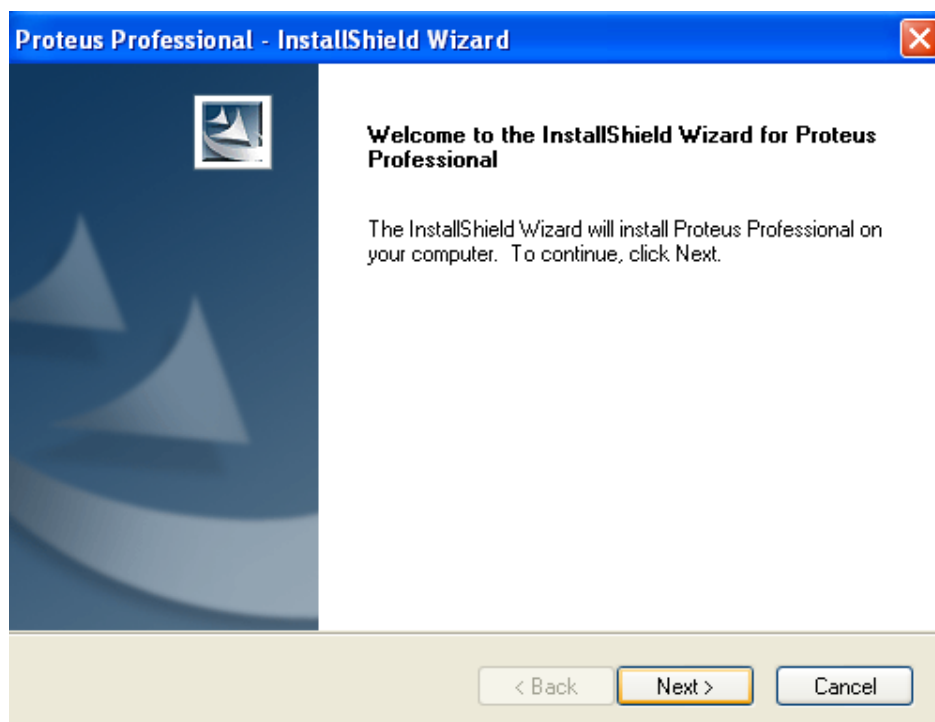 Proteus Professional - InstallShield Wizard
Welcome to the InstallShield Wizard for Proteus
Professional
The InstallShield Wizard will install Proteus Professional on
your computer.  To continue, click Next.
< Back
Next >
Cancel